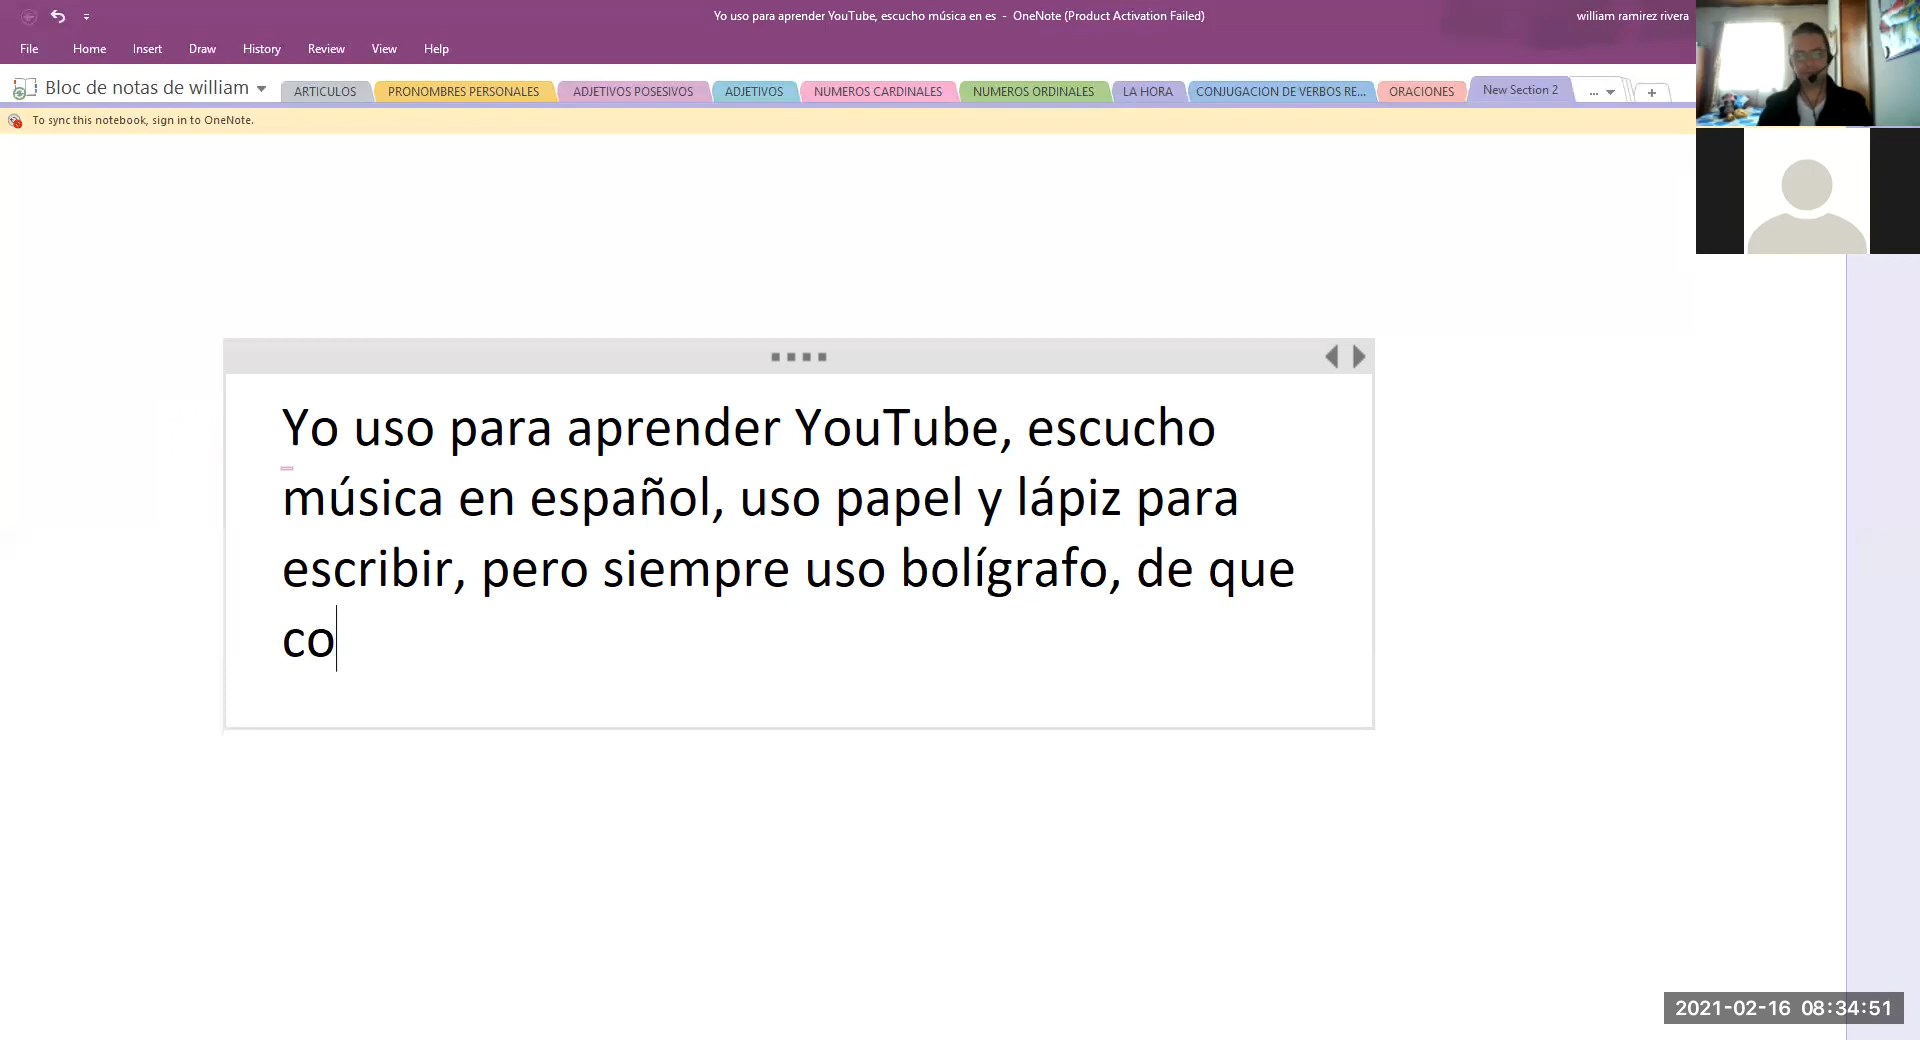 Yo uso para aprender YouTube, escucho música en es - OneNote (Product Activation Failed)
william ramirez rivera
File Home Insert Draw History Review View Help
Bloc de notas de william
ARTICULOS PRONOMBRES PERSONALES ADJETIVOS POSESIVOS ADJETIVOS NUMEROS CARDINALES NUMEROS ORDINALES LA HORA CONJUGACION DE VERBOS RE... ORACIONES New Section 2 ...
To sync this notebook, sign in to OneNote.
Yo uso para aprender YouTube, escucho
música en español, uso papel y lápiz para
escribir, pero siempre uso bolígrafo, de que
co
2021-02-16 08:34:51